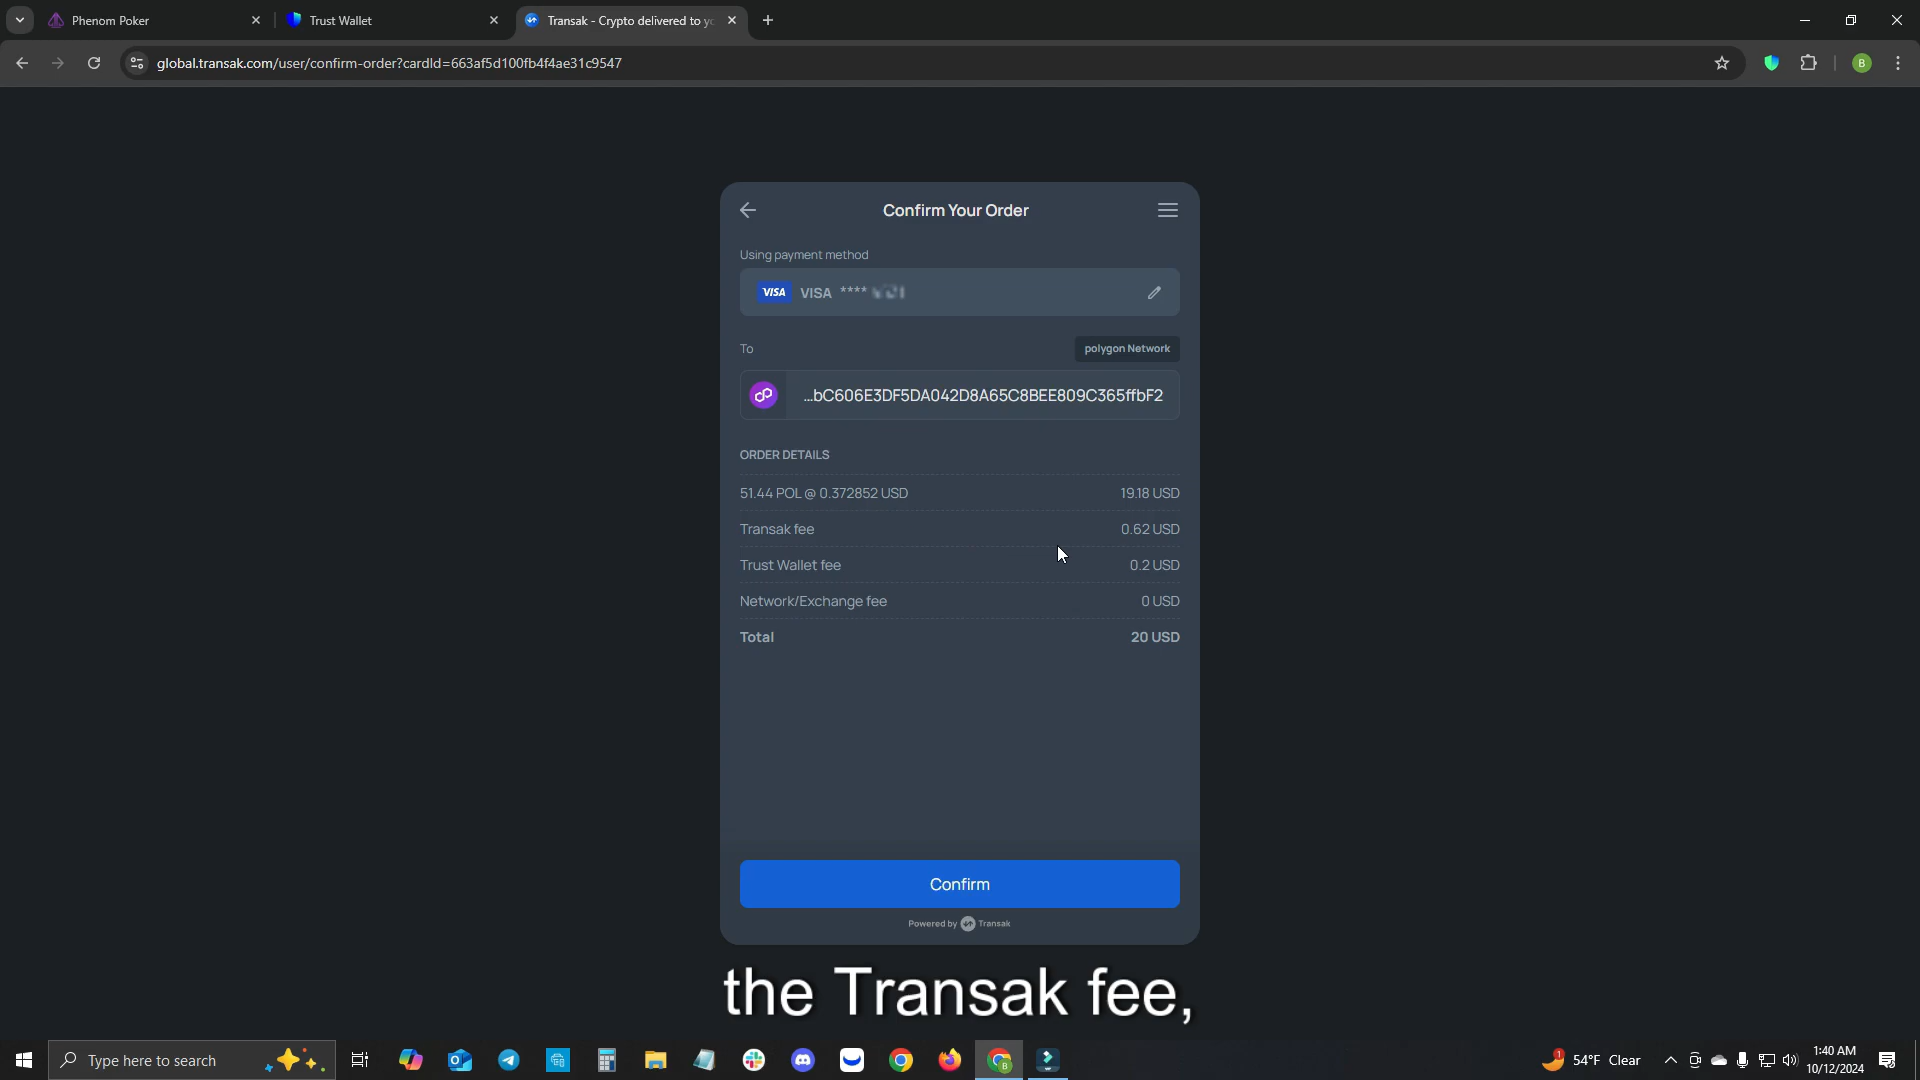 Phenom Poker
Trust Wallet
Transak - Crypto delivered to yo
global.transak.com/user/confirm-order?cardId=663af5d100fb4f4ae31c9547
B
Confirm Your Order
Using payment method
VISA VISA ****
To
polygon Network
...bC606E3DF5DA042D8A65C8BEE809C365ffbF2
ORDER DETAILS
51.44 POL @ 0.372852 USD 19.18 USD
Transak fee 0.62 USD
Trust Wallet fee 0.2 USD
Network/Exchange fee 0 USD
Total 20 USD
Confirm
Powered by Transak
the Transak fee,
Type here to search
1
54°F Clear
1:40 AM
10/12/2024